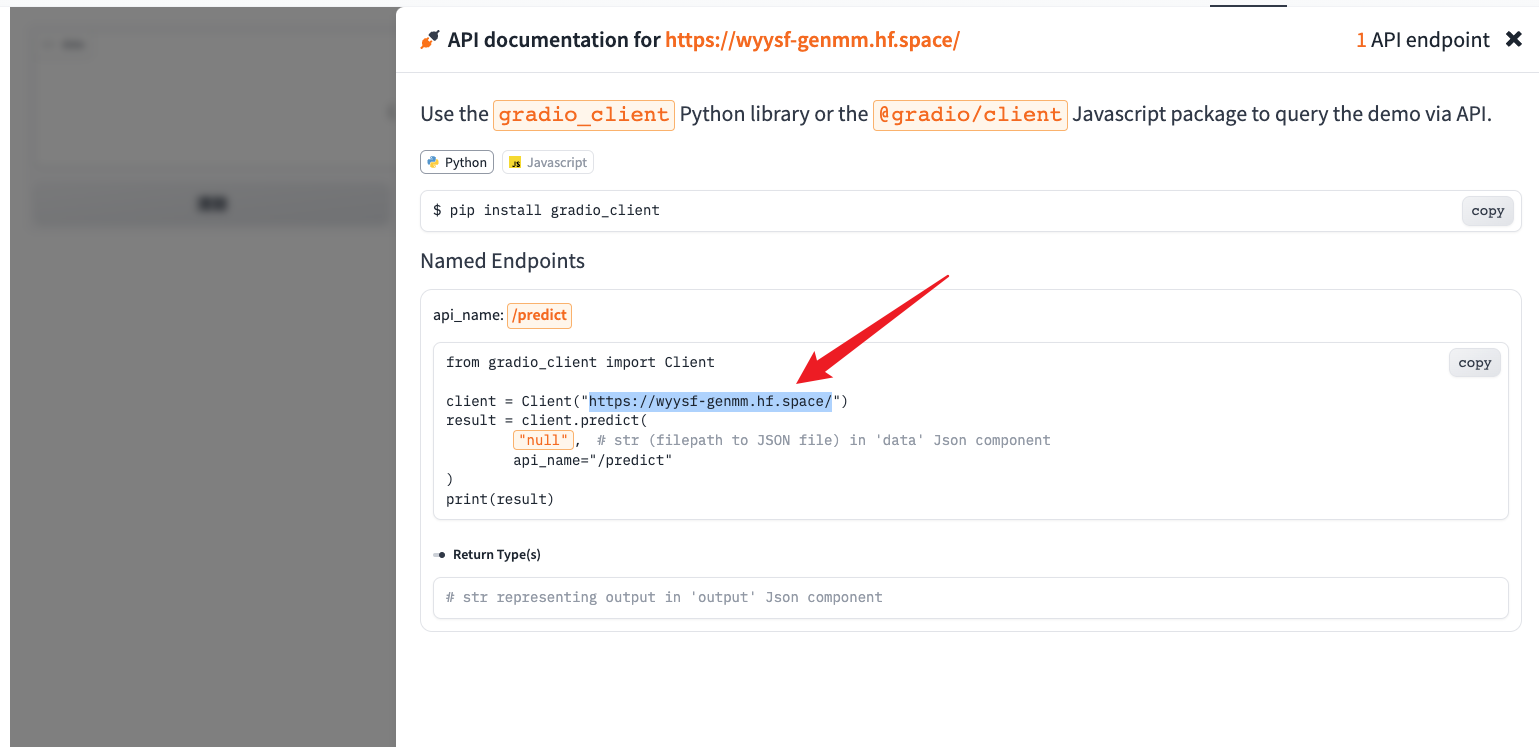 API documentation for https://wyysf-genmm.hf.space/
1 API endpoint
Use the gradio_client Python library or the @gradio/client Javascript package to query the demo via API.
Python
JS Javascript
$ pip install gradio_client
copy
Named Endpoints
api_name: /predict
from gradio_client import Client
copy
client = Client("https://wyysf-genmm.hf.space/")
result = client.predict(
"null", # str (filepath to JSON file) in 'data' Json component
api_name="/predict"
)
print(result)
Return Type(s)
# str representing output in 'output' Json component